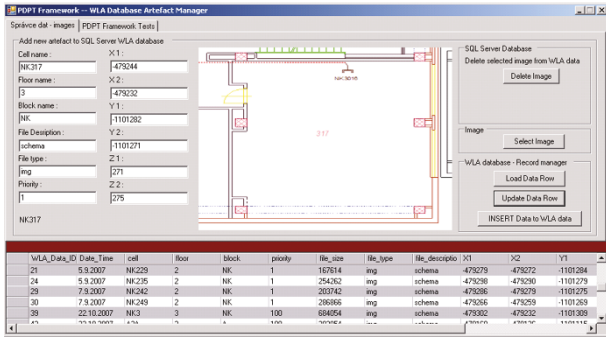 PDPT Framework -- WLA Database Artefact Manager
Správce dat - images PDPT Framework Tests
Add new artefact to SQL Server WLA database
Cell name :
NK317
Floor name :
3
Block name :
NK
File Desription :
schema
File type :
img
Priority :
1
NK317
X 1 :
-479244
X 2 :
-479232
Y 1 :
-1101282
Y 2 :
-1101271
Z 1 :
271
Z 2 :
275
NK3016
317
SQL Server Database
Delete selected image from WLA data
Delete Image
Image
Select Image
WLA database - Record manager
Load Data Row
Update Data Row
INSERT Data to WLA data
WLA_Data_ID Date_Time cell floor block priority file_size file_type file_descriptio X1 X2 Y1
21 5.9.2007 NK229 2 NK 1 167614 img schema -479279 -479272 -1101284
24 5.9.2007 NK235 2 NK 1 254262 img schema -479298 -479290 -1101279
29 7.9.2007 NK242 2 NK 1 203742 img schema -479286 -479279 -1101275
30 7.9.2007 NK249 2 NK 1 286866 img schema -479266 -479259 -1101269
39 22.10.2007 NK3 3 NK 100 684054 img schema -479302 -479232 -1101309